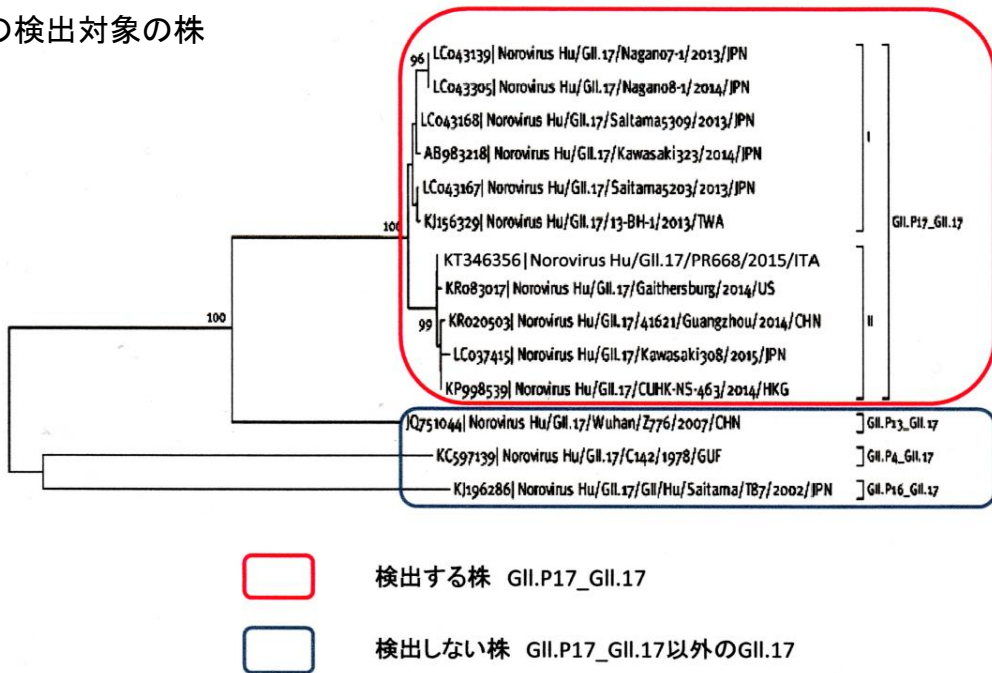 の検出対象の株
96
LC043139| Norovirus Hu/GII.17/Nagano7-1/2013/JPN
LC043305| Norovirus Hu/GII.17/Nagano8-1/2014/JPN
LC043168| Norovirus Hu/GII.17/Saitama5309/2013/JPN
I
AB983218| Norovirus Hu/GII.17/Kawasaki323/2014/JPN
LC043167| Norovirus Hu/GII.17/Saitama5203/2013/JPN
KJ156329| Norovirus Hu/GII.17/13-BH-1/2013/TWA
GII.P17_GII.17
100
KT346356|Norovirus Hu/GII.17/PR668/2015/ITA
KR083017| Norovirus Hu/GII.17/Gaithersburg/2014/US
100
99
KR020503| Norovirus Hu/GII.17/41621/Guangzhou/2014/CHN
II
LC037415| Norovirus Hu/GII.17/Kawasaki308/2015/JPN
KP998539| Norovirus Hu/GII.17/CUHK-NS-463/2014/HKG
JQ751044| Norovirus Hu/GII.17/Wuhan/Z776/2007/CHN
GII.P13_GII.17
KC597139| Norovirus Hu/GII.17/C142/1978/GUF
GII.P4_GII.17
KJ196286| Norovirus Hu/GII.17/GII/Hu/Saitama/T87/2002/JPN
GII.P16_GII.17
検出する株 GII.P17_GII.17
検出しない株 GII.P17_GII.17以外のGII.17